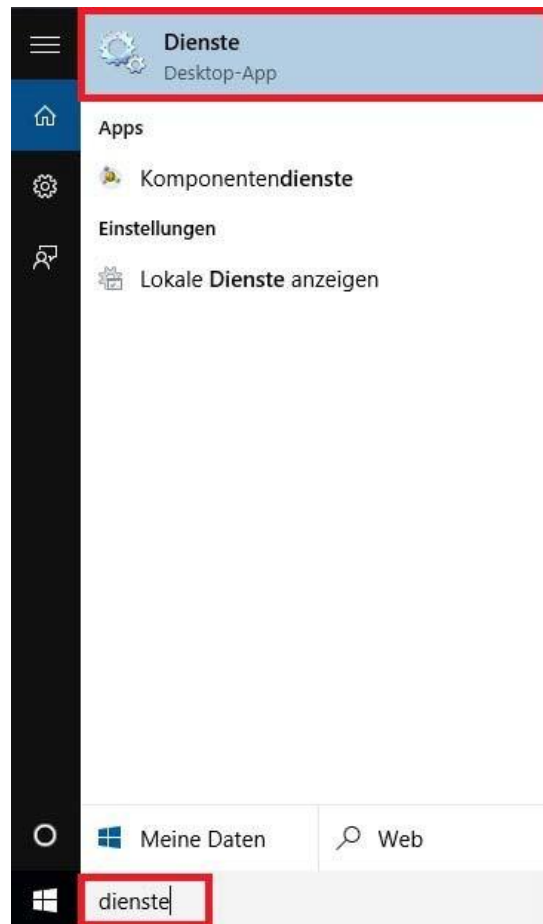 Dienste
Desktop-App
Apps
Komponentendienste
Einstellungen
Lokale Dienste anzeigen
Meine Daten
Web
dienste